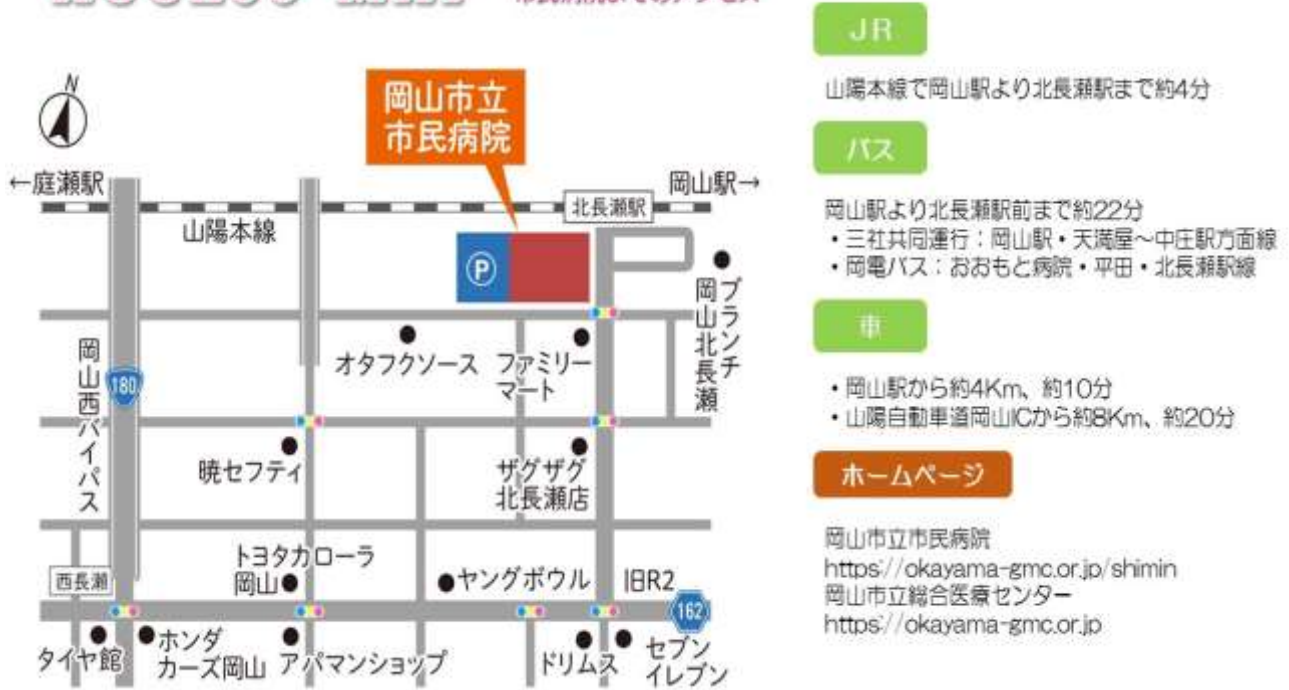 岡山市立
市民病院
N
←庭瀬駅
岡山駅→
北長瀬駅
山陽本線
P
ブランチ
岡山北長瀬
オタフクソース
ファミリー
マート
岡山西バイパス
180
暁セフティ
ザグザグ
北長瀬店
トヨタカローラ
岡山
ヤングボウル
旧R2
西長瀬
162
タイヤ館
ホンダ
カーズ岡山
アパマンショップ
ドリムス
セブン
イレブン
JR
山陽本線で岡山駅より北長瀬駅まで約4分
バス
岡山駅より北長瀬駅前まで約22分
・三社共同運行：岡山駅・天満屋～中庄駅方面線
・岡電バス：おおもと病院・平田・北長瀬駅線
車
・岡山駅から約4Km、約10分
・山陽自動車道岡山ICから約8Km、約20分
ホームページ
岡山市立市民病院
https://okayama-gmc.or.jp/shimin
岡山市立総合医療センター
https://okayama-gmc.or.jp